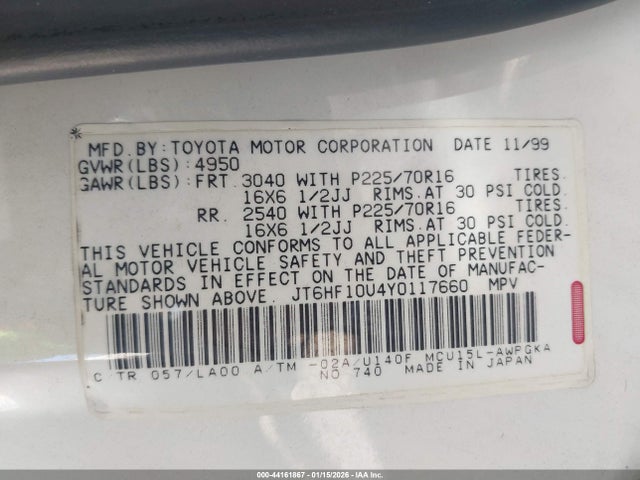 * MFD. BY: TOYOTA MOTOR CORPORATION DATE 11/99
GVWR(LBS):4950
GAWR(LBS):FRT. 3040 WITH P225/70R16 TIRES.
16X6 1/2JJ RIMS.AT 30 PSI COLD.
RR. 2540 WITH P225/70R16 TIRES.
16X6 1/2JJ RIMS.AT 30 PSI COLD.
THIS VEHICLE CONFORMS TO ALL APPLICABLE FEDER-
AL MOTOR VEHICLE SAFETY AND THEFT PREVENTION
STANDARDS IN EFFECT ON THE DATE OF MANUFAC-
TURE SHOWN ABOVE. JT6HF10U4Y0117660 MPV
C/TR 057/LA00 A/TM -02A/U140F MCU15L-AWPGKA
NO 740 MADE IN JAPAN
000-44161867 - 01/15/2026 - IAA Inc.